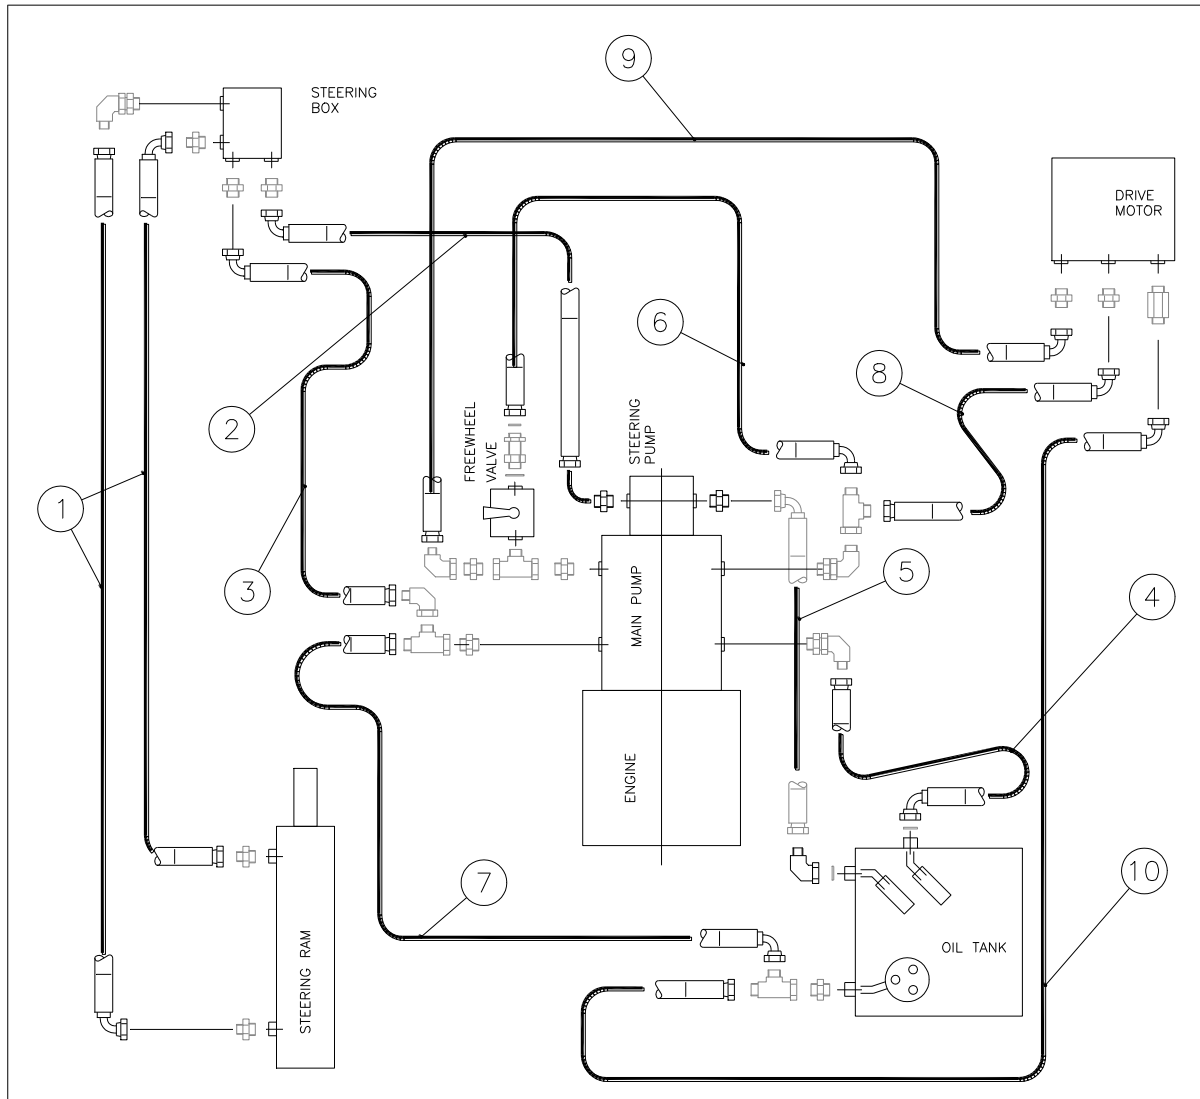 9
STEERING
BOX
DRIVE
MOTOR
6
8
2
FREEWHEEL
VALVE
STEERING
PUMP
1
3
MAIN PUMP
5
4
ENGINE
7
10
STEERING RAM
OIL TANK